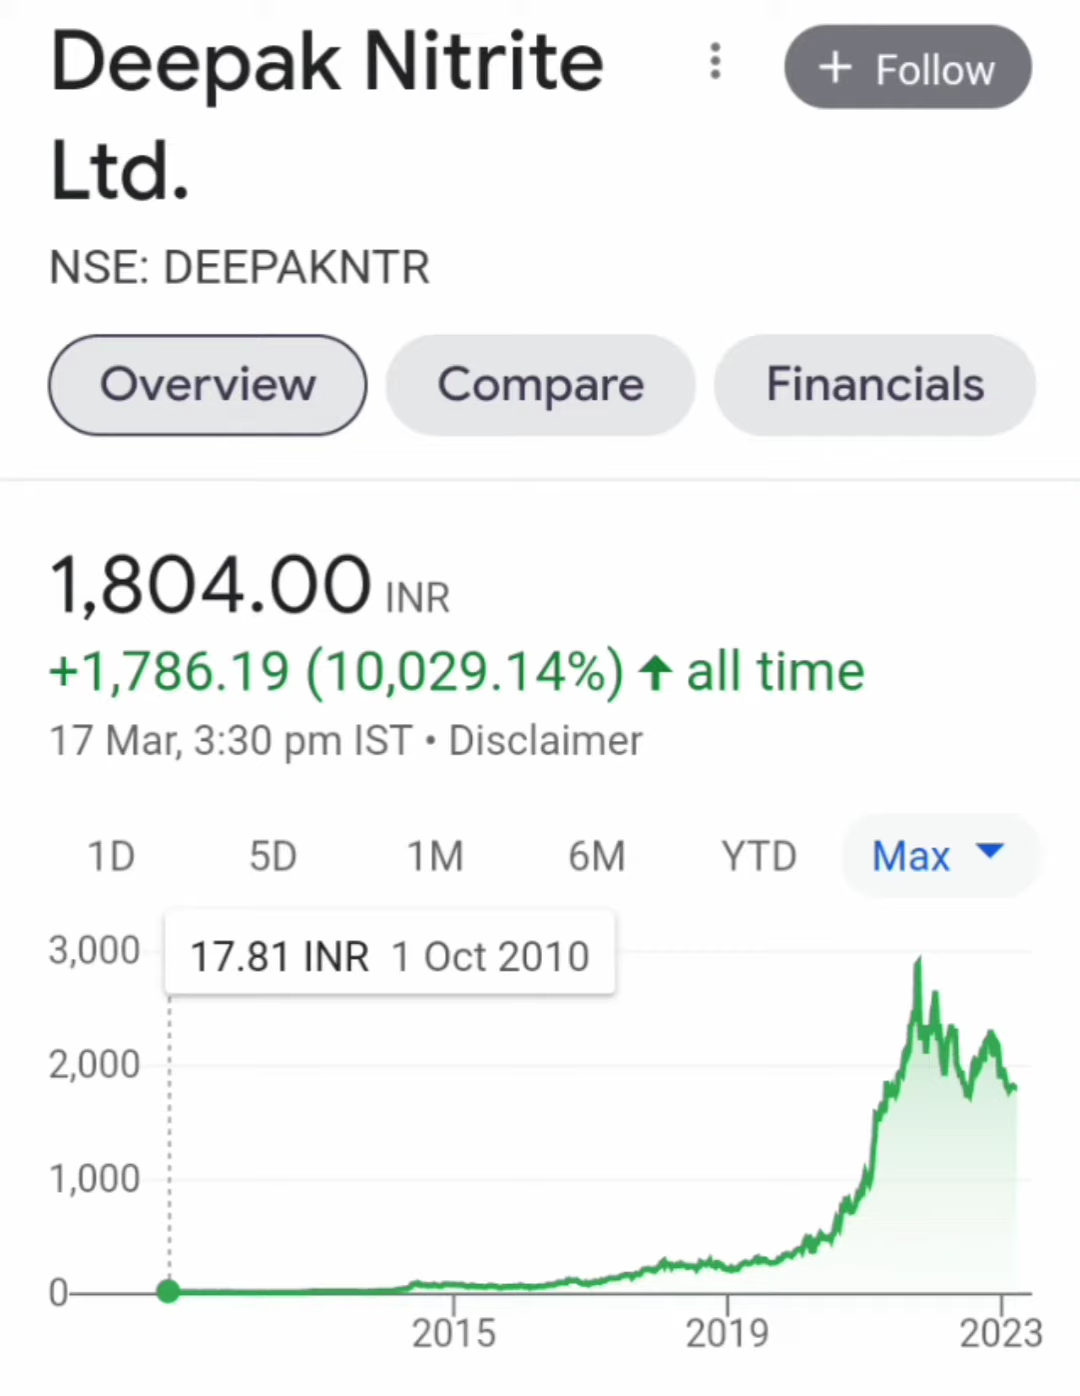 Deepak Nitrite
Ltd.
+ Follow
NSE: DEEPAKNTR
Overview Compare Financials
1,804.00 INR
+1,786.19 (10,029.14%) ↑ all time
17 Mar, 3:30 pm IST • Disclaimer
1D 5D 1M 6M YTD Max
17.81 INR 1 Oct 2010
3,000
2,000
1,000
0
2015 2019 2023